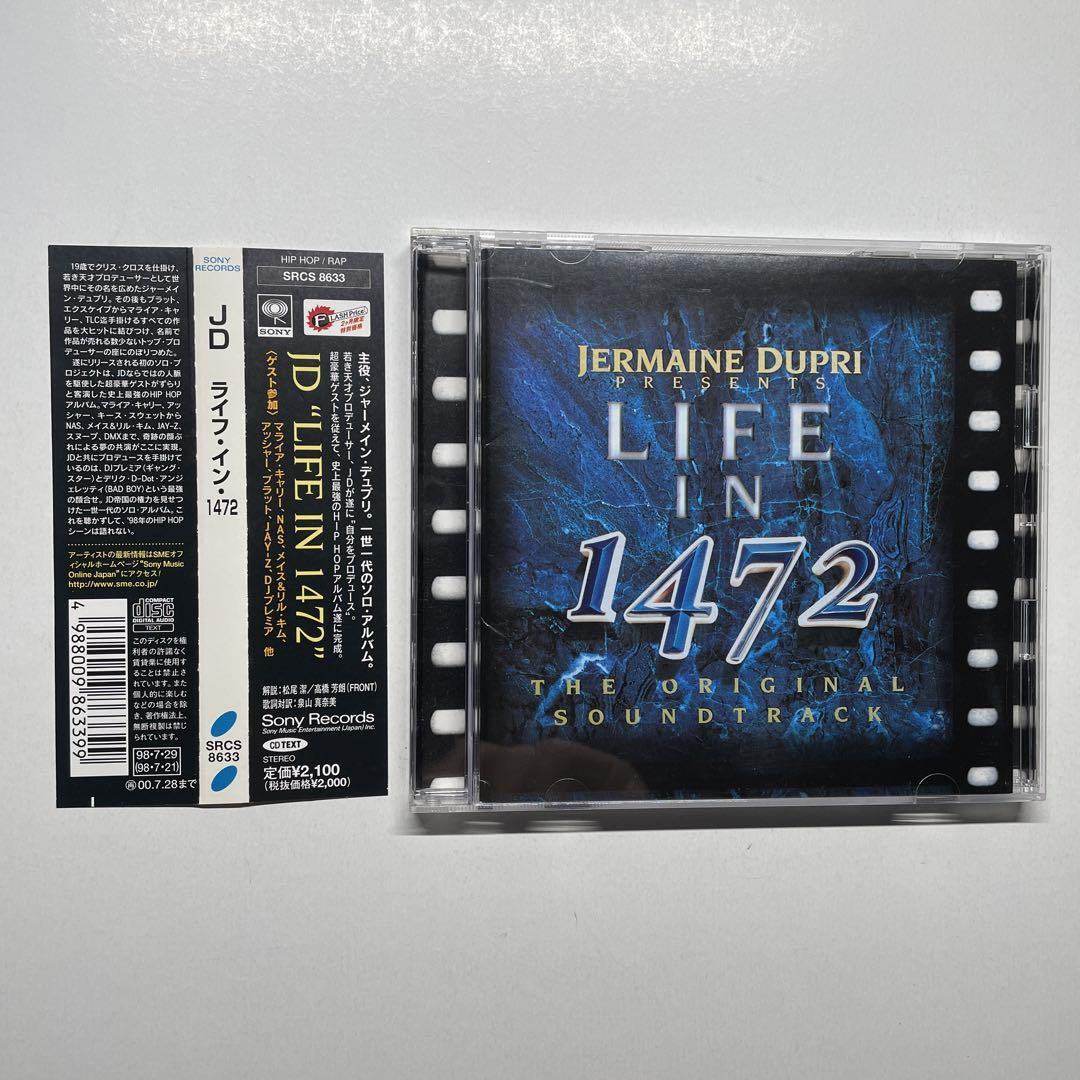 19歳でクリス・クロスを仕掛け、
若き天才プロデューサーとして世
界中にその名を広めたジャーメイ
ン・デュプリ。その後もブラット、
エクスケイプからマライア・キャ
リー、TLC迄手掛けるすべての作
品を大ヒットに結びつけ、名前で
作品が売れる数少ないトップ・プロ
デューサーの座にのぼりつめた。
遂にリリースされる初のソロ・プ
ロジェクトは、JDならではの人脈
を駆使した超豪華ゲストがずらり
と客演した史上最強のHIP HOP
アルバム。マライア・キャリー、アッ
シャー、キース・スウェットから
NAS、メイス&リル・キム、JAY-Z、
スヌープ、DMXまで、奇跡の顔ぶ
れによる夢の共演がここに実現。
JDと共にプロデュースを手掛けて
いるのは、DJプレミア(ギャング・
スター)とデリク・D-Dot・アンジ
ェレッティ(BAD BOY)という最強
の顔合せ。JD帝国の権力を見せつ
けた一世一代のソロ・アルバム。こ
れを聴かずして、'98年のHIP HOP
シーンは語れない。
アーティストの最新情報はSMEオフ
ィシャルホームページ"Sony Music
Online Japan"にアクセス!
http://www.sme.co.jp/
4 988009 863399
COMPACT
disc
DIGITAL AUDIO
TEXT
このディスクを権
利者の許諾なく
賃貸業に使用す
ることは禁止さ
れています。また
個人的に楽しむ
などの場合を除
き、著作権法上、
無断複製は禁じ
られています。
98・7・29
(98・7・21)
再00.7.28まで
SONY
RECORDS
JD
ライフ・イン・
1472
SRCS
8633
HIP HOP / RAP
SRCS 8633
SONY
FLASH Price!
2ヶ月限定
特別価格
主役、ジャーメイン・デュプリ。一世一代のソロ・アルバム。
若き天才プロデューサー、JDが遂に"自分をプロデュース"。
超豪華ゲストを従えて、史上最強のHIP HOPアルバム遂に完成。
JD "LIFE IN 1472"
〈ゲスト参加〉マライア・キャリー、NAS、メイス&リル・キム、
アッシャー、ブラット、JAY-Z、DJプレミア 他
解説:松尾 潔/高橋 芳朗(FRONT)
歌詞対訳:泉山 真奈美
Sony Records
Sony Music Entertainment (Japan) Inc.
CD TEXT
STEREO
定価¥2,100
(税抜価格¥2,000)
JERMAINE DUPRI
PRESENTS
LIFE
IN
1472
THE ORIGINAL
SOUNDTRACK